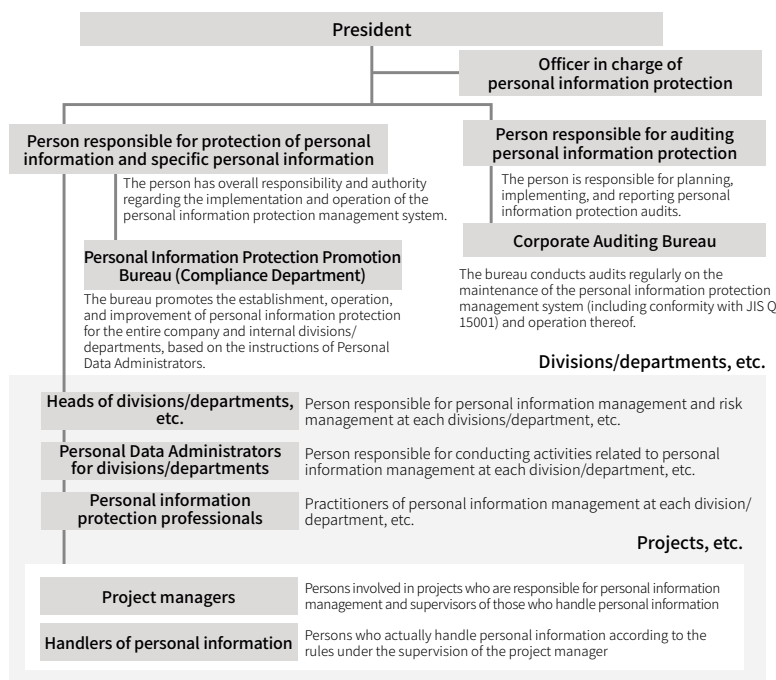 President
Officer in charge of
personal information protection
Person responsible for protection of personal
information and specific personal information
The person has overall responsibility and authority
regarding the implementation and operation of the
personal information protection management system.
Person responsible for auditing
personal information protection
The person is responsible for planning,
implementing, and reporting personal
information protection audits.
Personal Information Protection Promotion
Bureau (Compliance Department)
The bureau promotes the establishment, operation,
and improvement of personal information protection
for the entire company and internal divisions/
departments, based on the instructions of Personal
Data Administrators.
Corporate Auditing Bureau
The bureau conducts audits regularly on the
maintenance of the personal information protection
management system (including conformity with JIS Q
15001) and operation thereof.
Divisions/departments, etc.
Heads of divisions/departments,
etc.
Person responsible for personal information management and risk
management at each divisions/department, etc.
Personal Data Administrators
for divisions/departments
Person responsible for conducting activities related to personal
information management at each division/department, etc.
Personal information
protection professionals
Practitioners of personal information management at each division/
department, etc.
Projects, etc.
Project managers
Persons involved in projects who are responsible for personal information
management and supervisors of those who handle personal information
Handlers of personal information
Persons who actually handle personal information according to the
rules under the supervision of the project manager